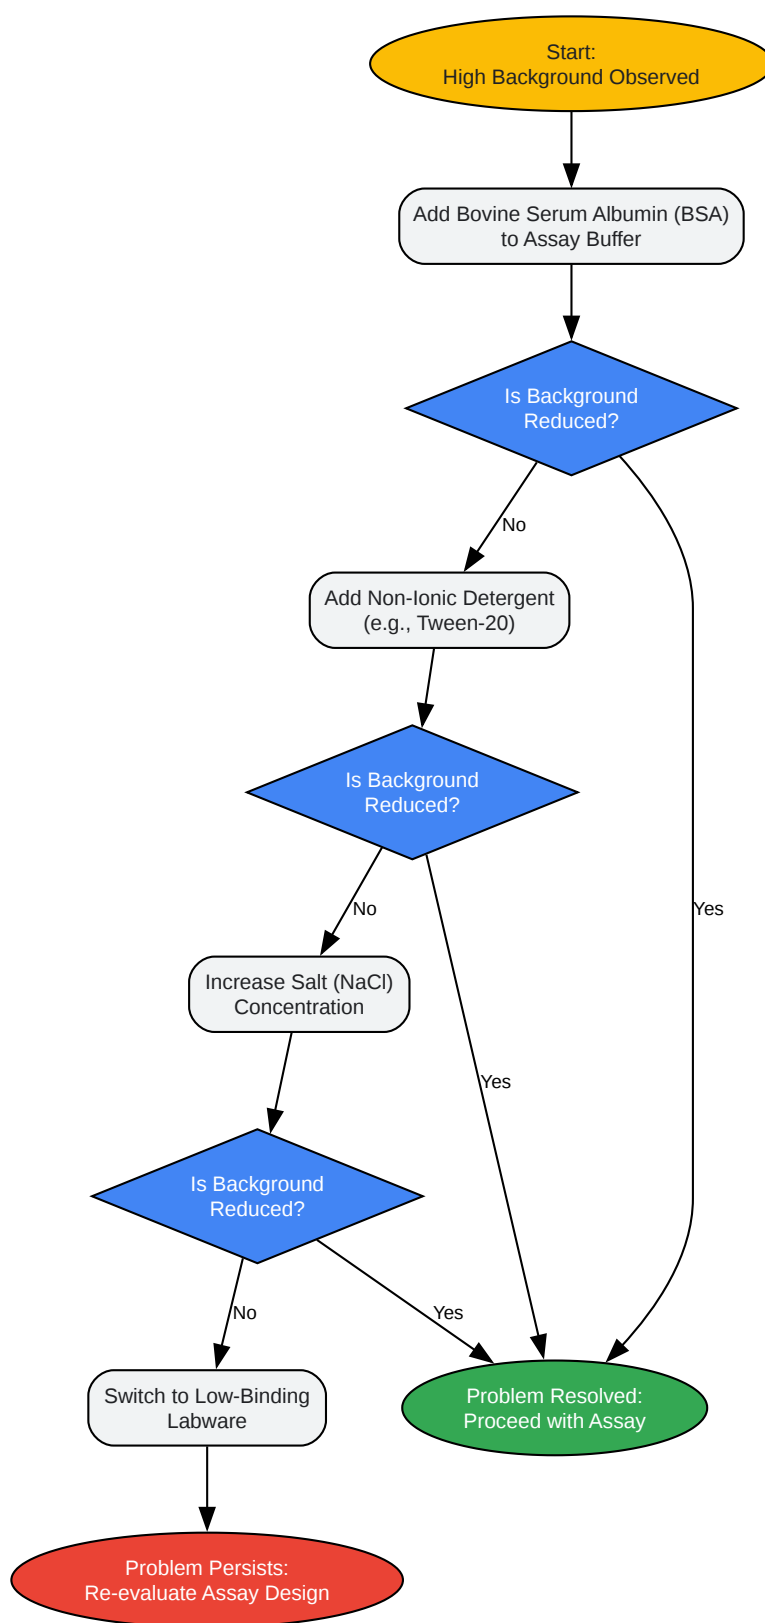 Start:
High Background Observed
Add Bovine Serum Albumin (BSA)
to Assay Buffer
Is Background
Reduced?
No
Add Non-Ionic Detergent
(e.g., Tween-20)
Is Background
Reduced?
No
Yes
Increase Salt (NaCl)
Concentration
Yes
Is Background
Reduced?
No
Yes
Switch to Low-Binding
Labware
Problem Resolved:
Proceed with Assay
Problem Persists:
Re-evaluate Assay Design